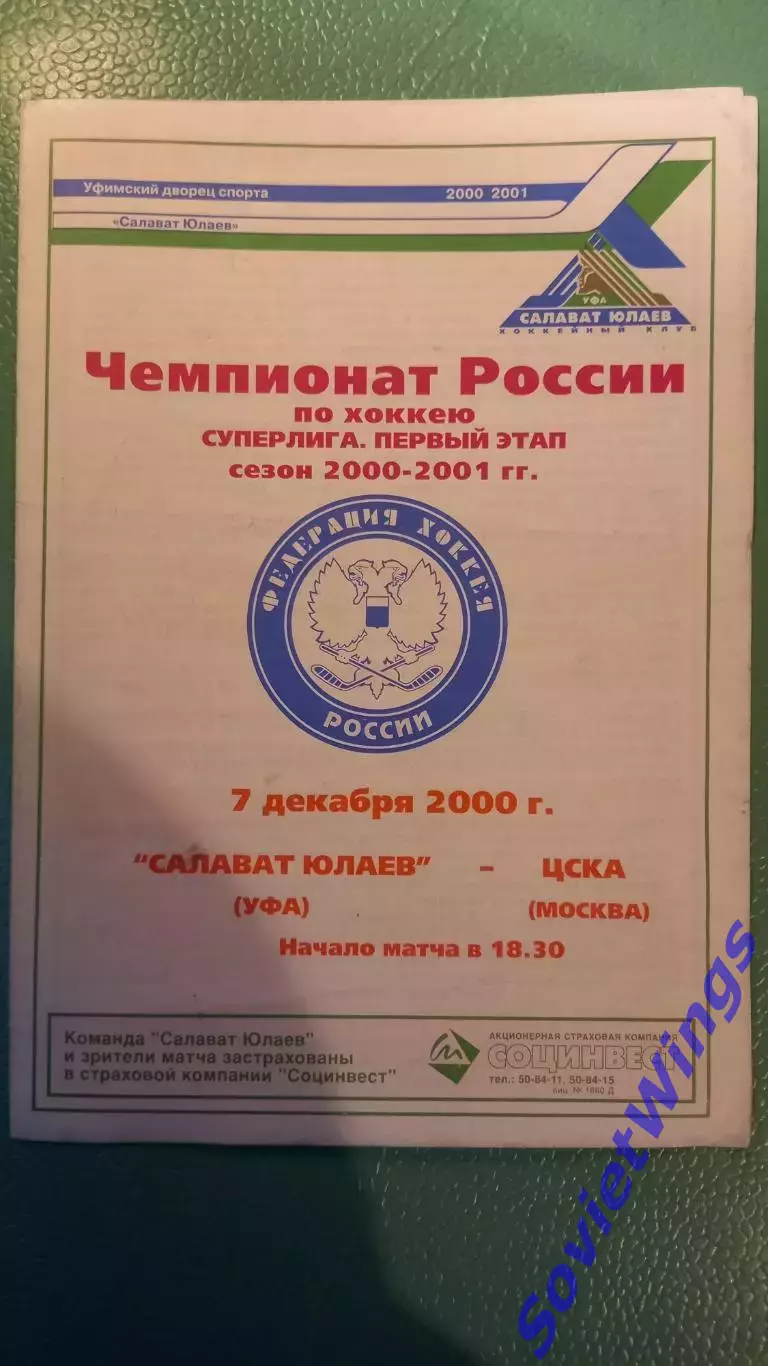 Уфимский дворец спорта 2000 2001
«Салават Юлаев»
УФА
САЛАВАТ ЮЛАЕВ
ХОККЕЙНЫЙ КЛУБ
Чемпионат России
по хоккею
СУПЕРЛИГА. ПЕРВЫЙ ЭТАП
сезон 2000-2001 гг.
ФЕДЕРАЦИЯ ХОККЕЯ
РОССИИ
7 декабря 2000 г.
"САЛАВАТ ЮЛАЕВ" – ЦСКА
(УФА) (МОСКВА)
Начало матча в 18.30
Команда "Салават Юлаев"
и зрители матча застрахованы
в страховой компании "Социнвест"
АКЦИОНЕРНАЯ СТРАХОВАЯ КОМПАНИЯ
СОЦИНВЕСТ
тел.: 50-84-11, 50-84-15
лиц. № 1660 Д
Sovietwings